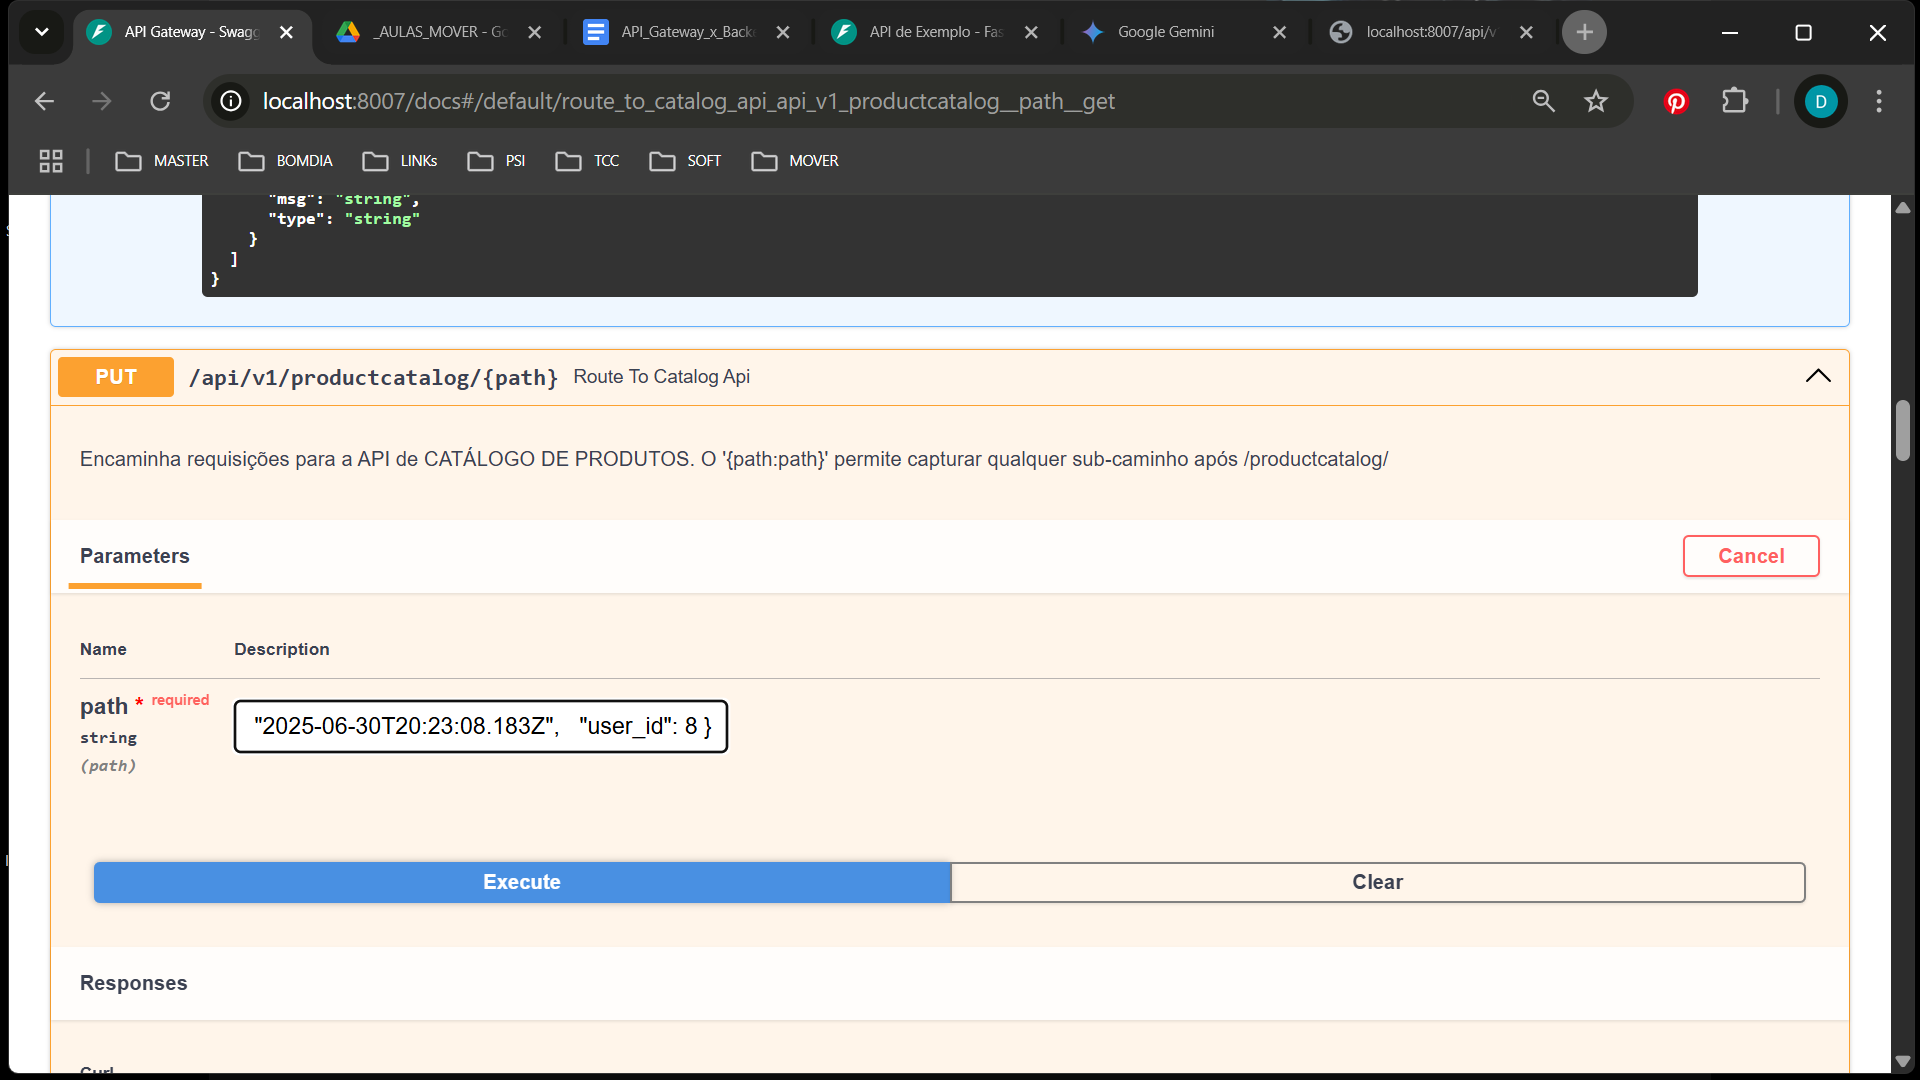 API Gateway - Swagg
_AULAS_MOVER - Go
API_Gateway_x_Back
API de Exemplo - Fas
Google Gemini
localhost:8007/api/v
localhost:8007/docs#/default/route_to_catalog_api_api_v1_productcatalog__path__get
D
MASTER
BOMDIA
LINKs
PSI
TCC
SOFT
MOVER
"msg": "string",
"type": "string"
}
]
}
PUT /api/v1/productcatalog/{path} Route To Catalog Api
Encaminha requisições para a API de CATÁLOGO DE PRODUTOS. O '{path:path}' permite capturar qualquer sub-caminho após /productcatalog/
Parameters
Cancel
Name Description
path * required
string
(path)
"2025-06-30T20:23:08.183Z", "user_id": 8 }
Execute
Clear
Responses
Curl